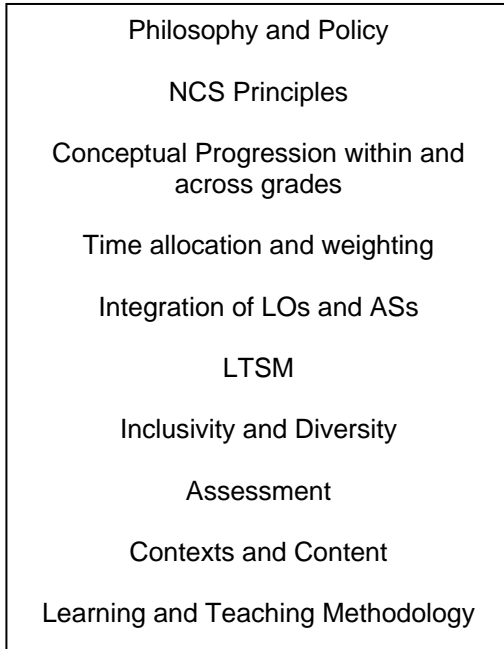 Philosophy and Policy
NCS Principles
Conceptual Progression within and
across grades
Time allocation and weighting
Integration of LOs and ASs
LTSM
Inclusivity and Diversity
Assessment
Contexts and Content
Learning and Teaching Methodology